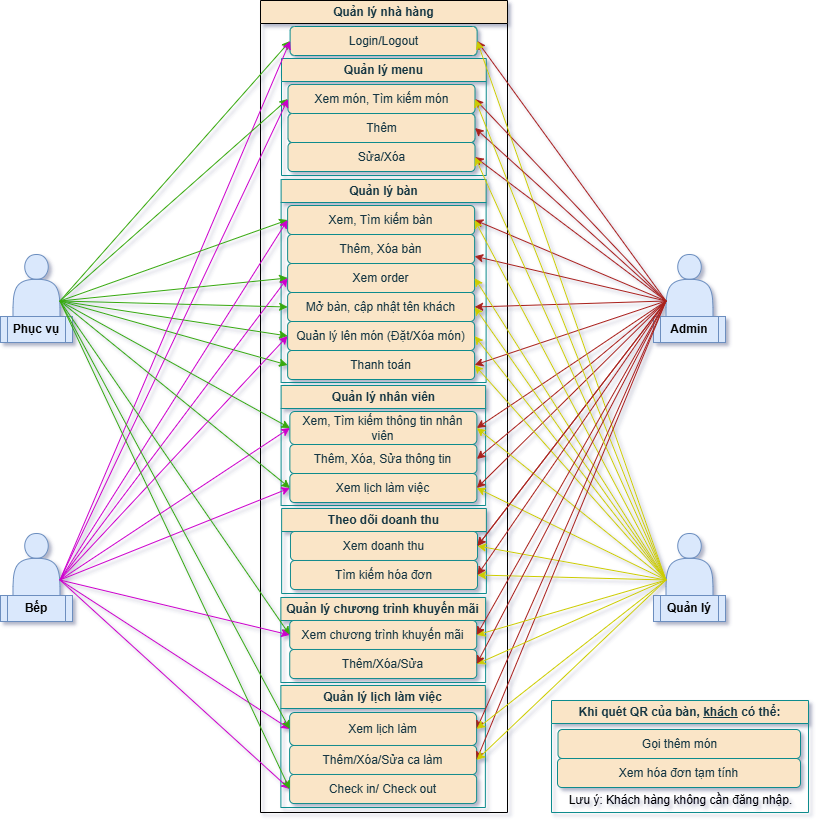 Quản lý nhà hàng
Login/Logout
Quản lý menu
Xem món, Tìm kiếm món
Thêm
Sửa/Xóa
Quản lý bàn
Xem, Tìm kiếm bàn
Thêm, Xóa bàn
Xem order
Mở bàn, cập nhật tên khách
Quản lý lên món (Đặt/Xóa món)
Thanh toán
Quản lý nhân viên
Xem, Tìm kiếm thông tin nhân
viên
Thêm, Xóa, Sửa thông tin
Xem lịch làm việc
Theo dõi doanh thu
Xem doanh thu
Tìm kiếm hóa đơn
Quản lý chương trình khuyến mãi
Xem chương trình khuyến mãi
Thêm/Xóa/Sửa
Quản lý lịch làm việc
Xem lịch làm
Thêm/Xóa/Sửa ca làm
Check in/ Check out
Phục vụ
Bếp
Admin
Quản lý
Khi quét QR của bàn, khách có thể:
Gọi thêm món
Xem hóa đơn tạm tính
Lưu ý: Khách hàng không cần đăng nhập.